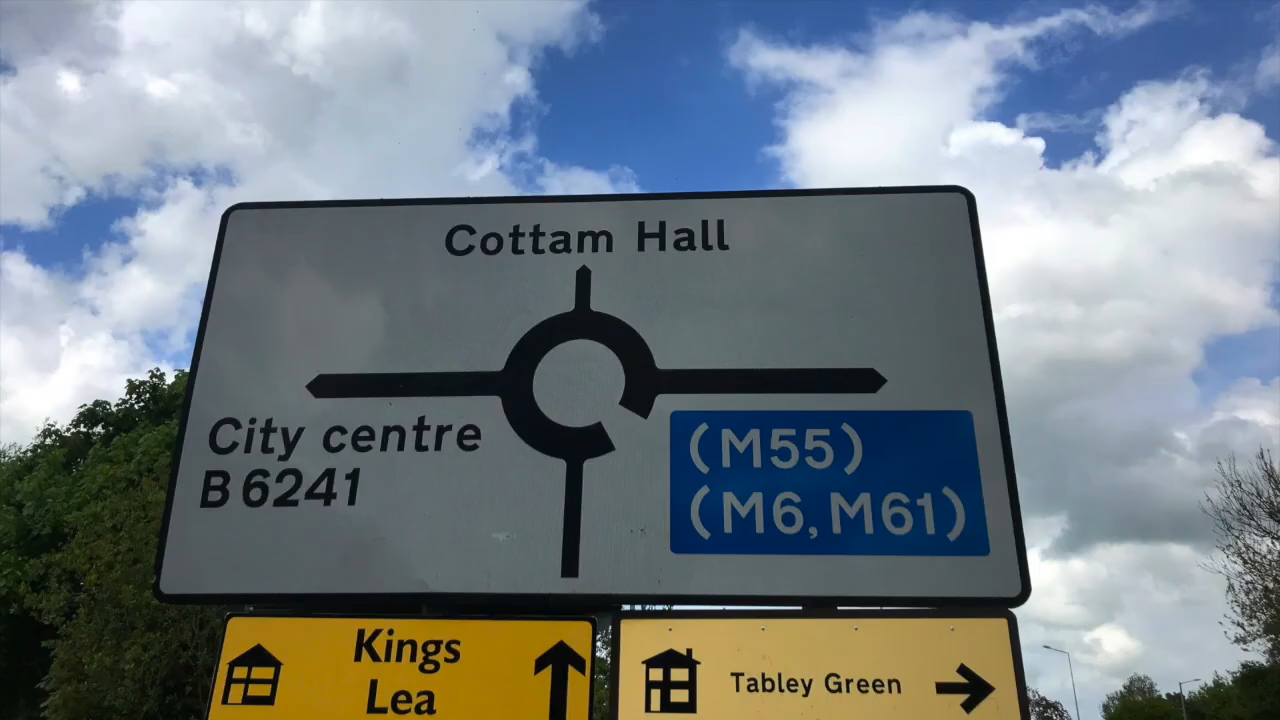 Cottam Hall
City centre
B 6241
(M55)
(M6, M61)
Kings
Lea
Tabley Green